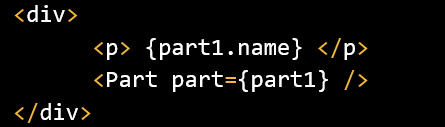 <div>
<p> {part1.name} </p>
<Part part={part1} />
</div>